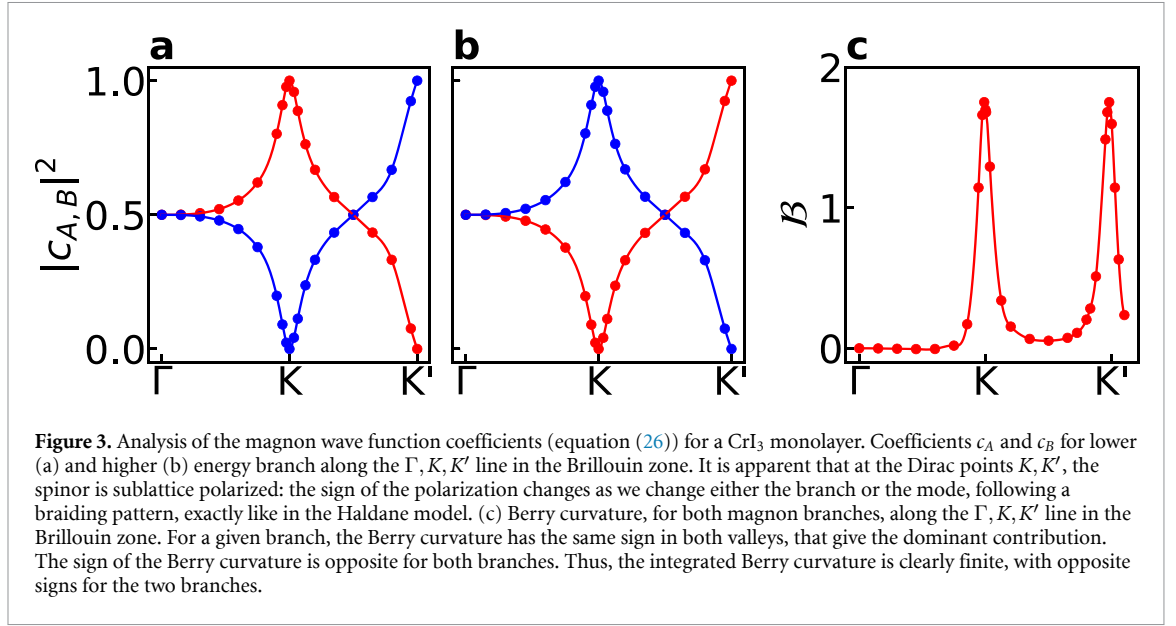 a b c
1.0
0.5
0.0
|c_{A,B}|^2
Γ K K'
Γ K K'
2
1
0
ℬ
Γ K K'
Figure 3. Analysis of the magnon wave function coefficients (equation (26)) for a CrI₃ monolayer. Coefficients c_A and c_B for lower
(a) and higher (b) energy branch along the Γ, K, K′ line in the Brillouin zone. It is apparent that at the Dirac points K, K′, the
spinor is sublattice polarized: the sign of the polarization changes as we change either the branch or the mode, following a
braiding pattern, exactly like in the Haldane model. (c) Berry curvature, for both magnon branches, along the Γ, K, K′ line in the
Brillouin zone. For a given branch, the Berry curvature has the same sign in both valleys, that give the dominant contribution.
The sign of the Berry curvature is opposite for both branches. Thus, the integrated Berry curvature is clearly finite, with opposite
signs for the two branches.